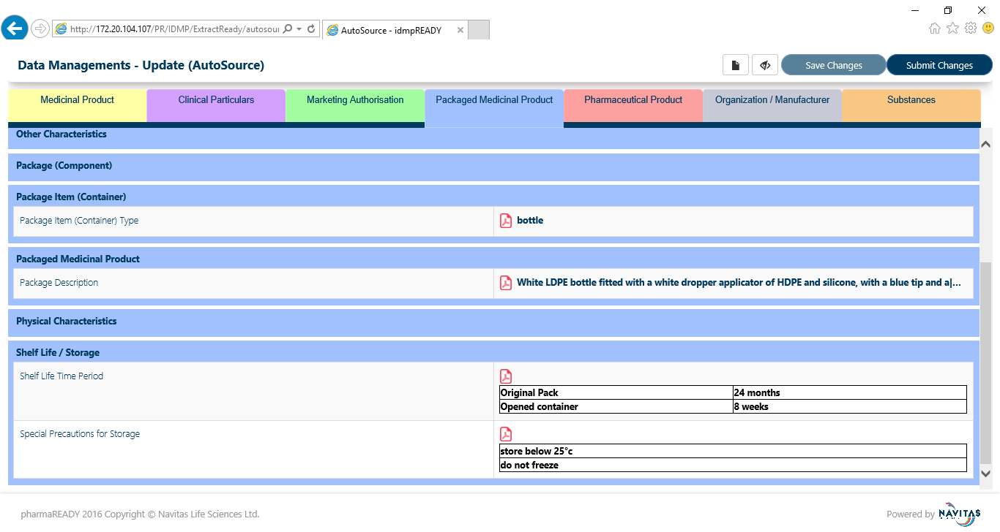 http://172.20.104.107/PR/IDMP/ExtractReady/autosour
AutoSource - idmpREADY
Data Managements - Update (AutoSource)
Save Changes
Submit Changes
Medicinal Product
Clinical Particulars
Marketing Authorisation
Packaged Medicinal Product
Pharmaceutical Product
Organization / Manufacturer
Substances
Other Characteristics
Package (Component)
Package Item (Container)
Package Item (Container) Type
bottle
Packaged Medicinal Product
Package Description
White LDPE bottle fitted with a white dropper applicator of HDPE and silicone, with a blue tip and a|...
Physical Characteristics
Shelf Life / Storage
Shelf Life Time Period
Original Pack 24 months
Opened container 8 weeks
Special Precautions for Storage
store below 25°c
do not freeze
pharmaREADY 2016 Copyright © Navitas Life Sciences Ltd.
Powered by NAVITAS